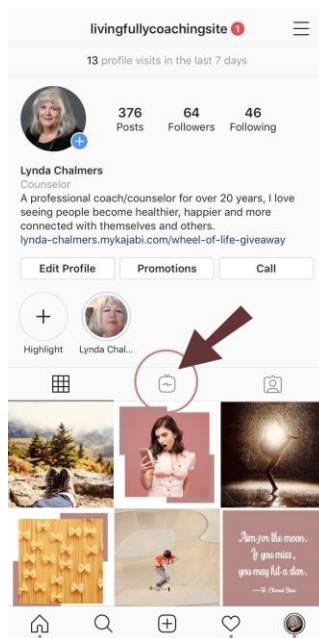 livingfullycoachingsite 1
13 profile visits in the last 7 days
376 64 46
Posts Followers Following
Lynda Chalmers
Counselor
A professional coach/counselor for over 20 years, I love
seeing people become healthier, happier and more
connected with themselves and others.
lynda-chalmers.mykajabi.com/wheel-of-life-giveaway
Edit Profile Promotions Call
Highlight Lynda Chal...
Aim for the moon.
If you miss,
you may hit a star.
—W. Clement Stone